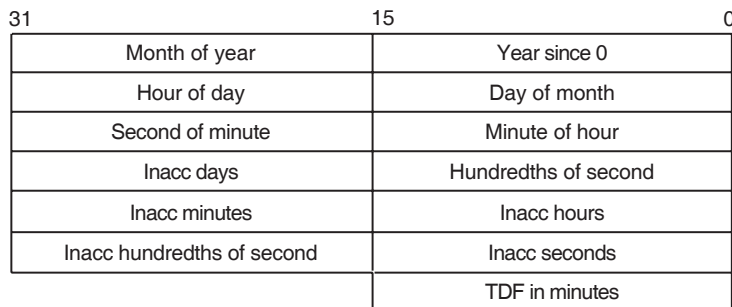 31 15 0
Month of year Year since 0
Hour of day Day of month
Second of minute Minute of hour
Inacc days Hundredths of second
Inacc minutes Inacc hours
Inacc hundredths of second Inacc seconds
TDF in minutes